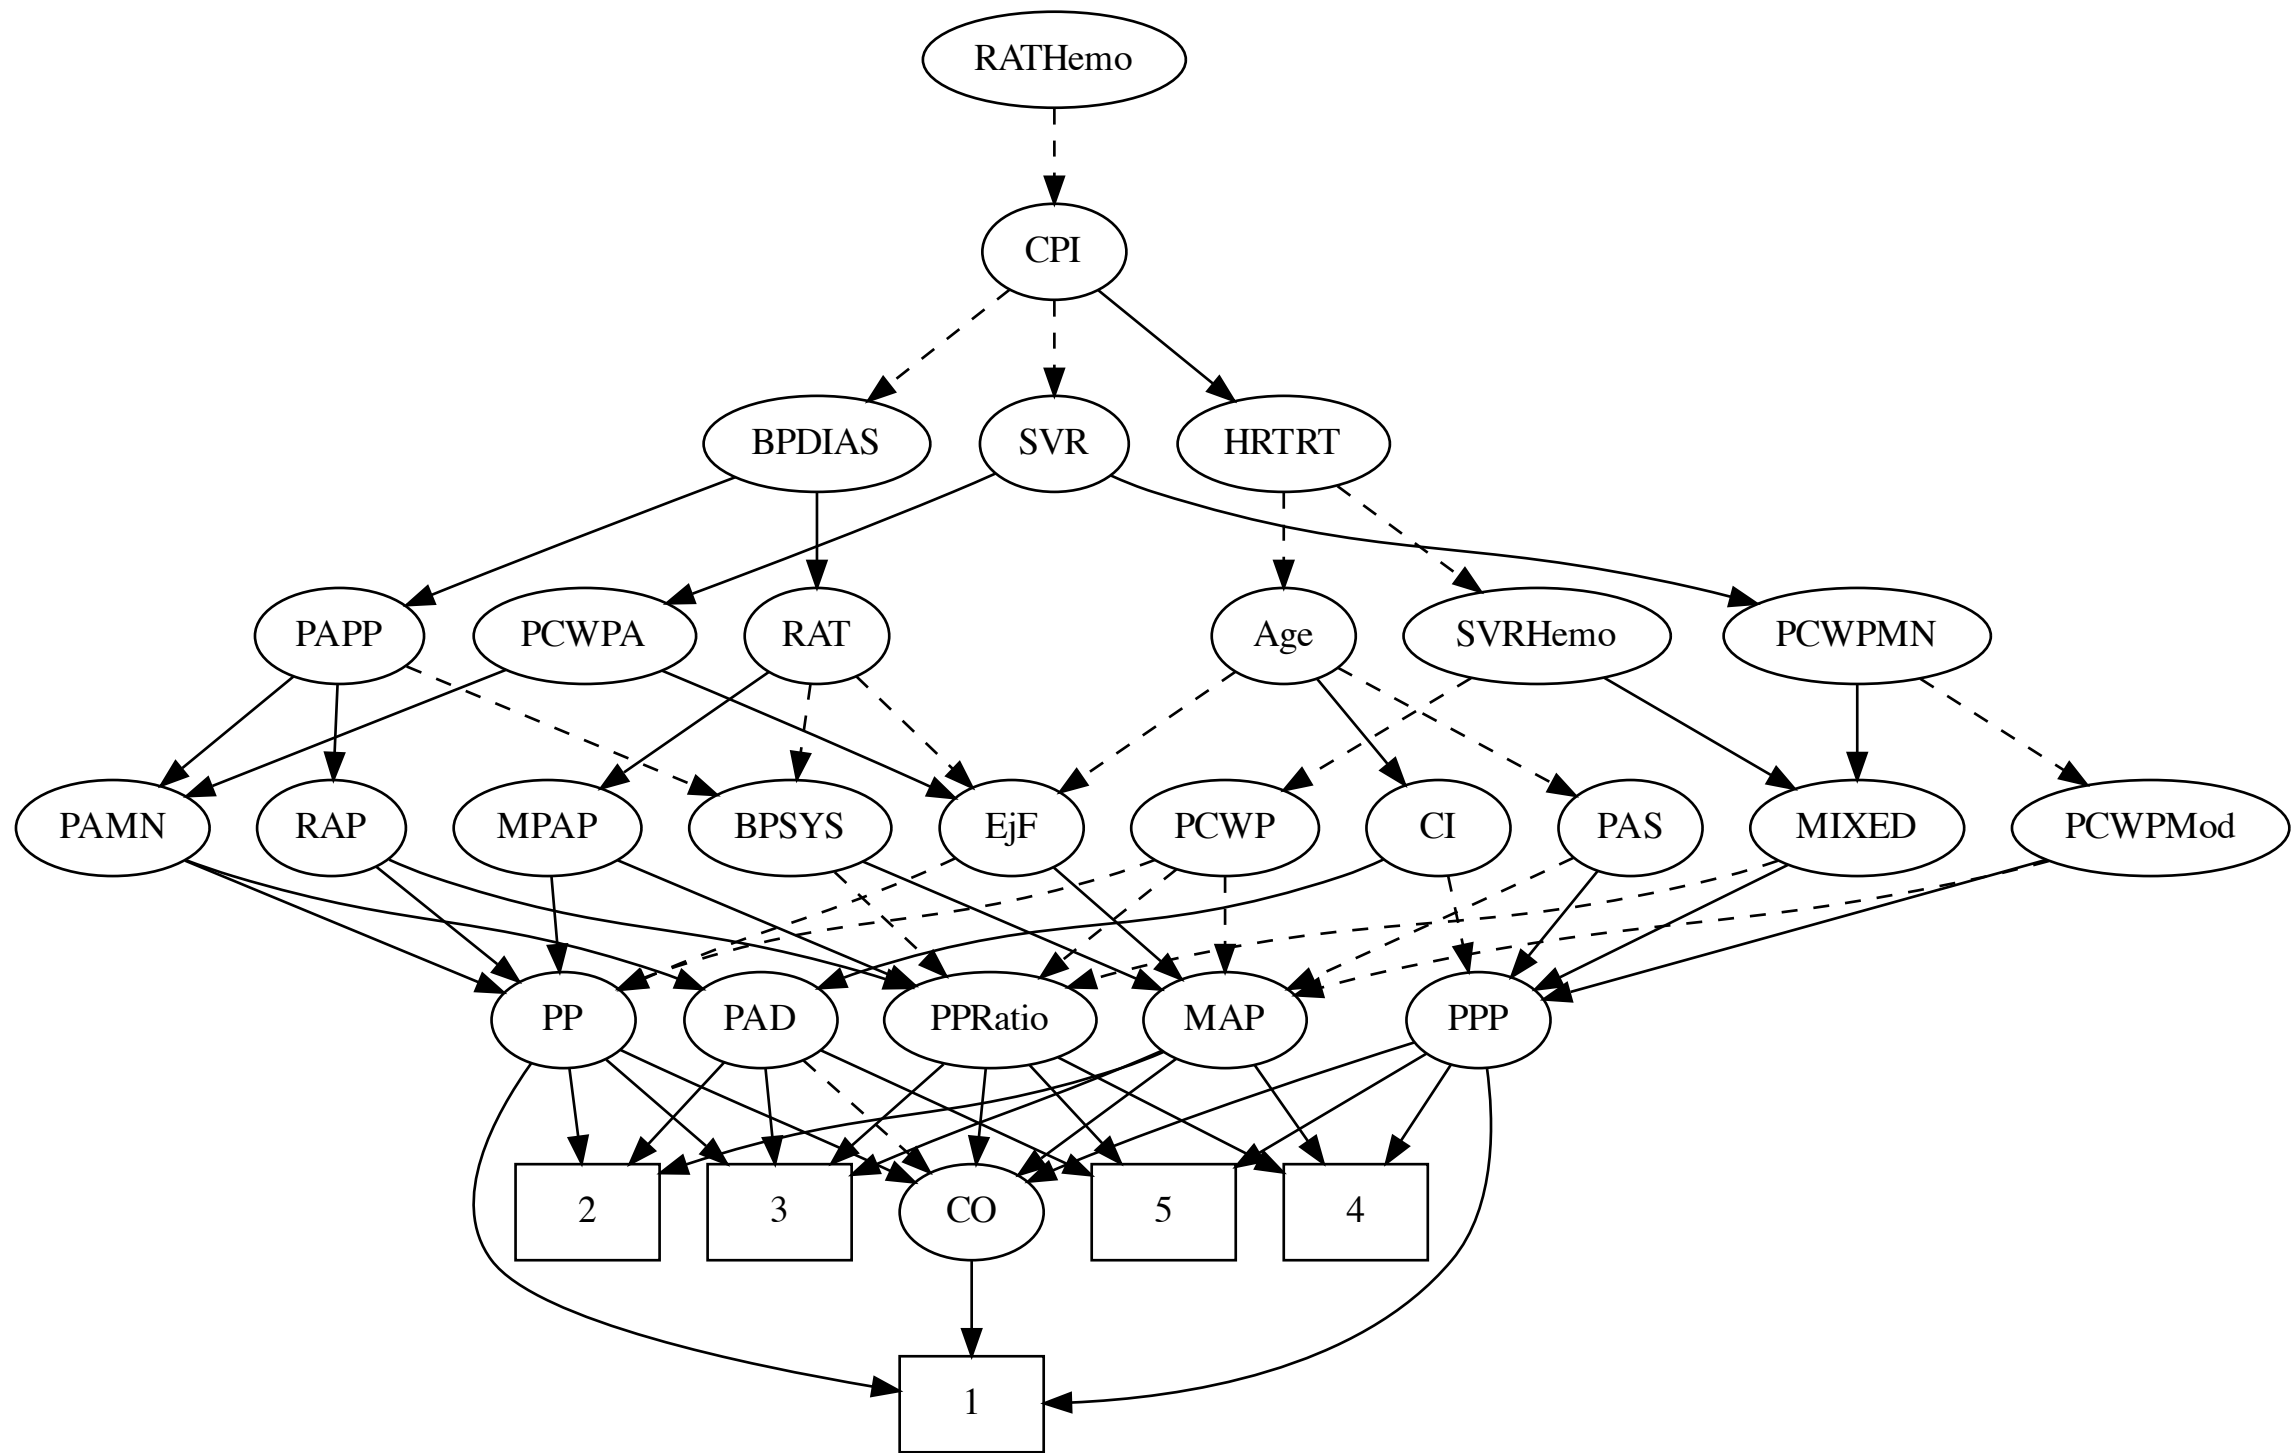 RATHemo
CPI
BPDIAS
SVR
HRTRT
PAPP
PCWPA
RAT
Age
SVRHemo
PCWPMN
PAMN
RAP
MPAP
BPSYS
EjF
PCWP
CI
PAS
MIXED
PCWPMod
PP
PAD
PPRatio
MAP
PPP
2
3
CO
5
4
1